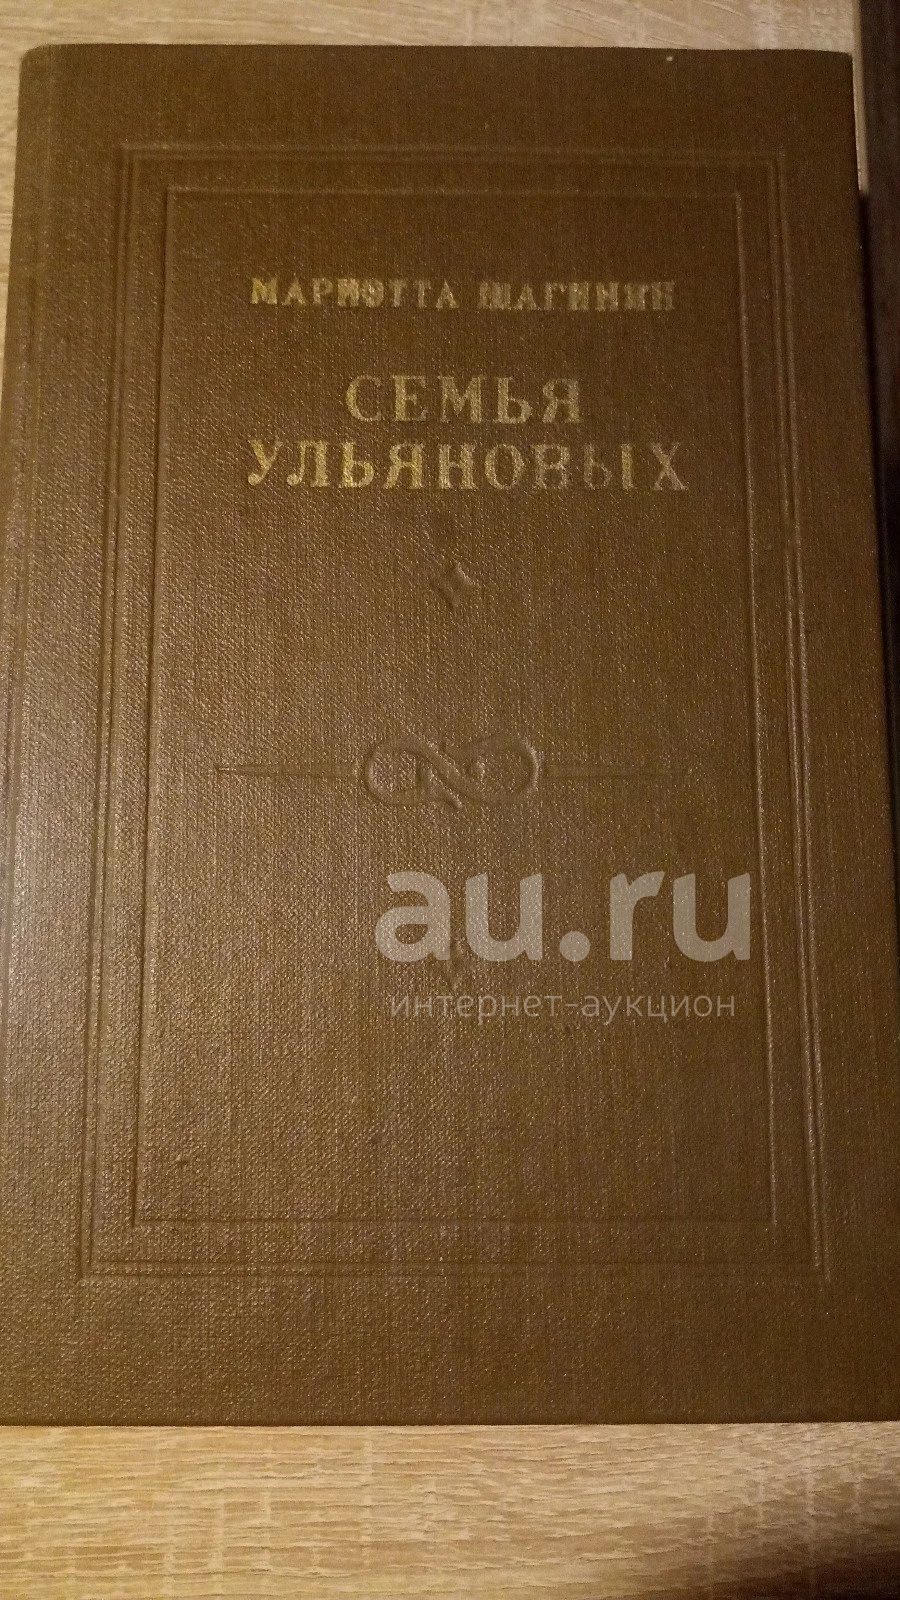 МАРИЭТТА ШАГИНЯН
СЕМЬЯ
УЛЬЯНОВЫХ
au.ru
интернет-аукцион